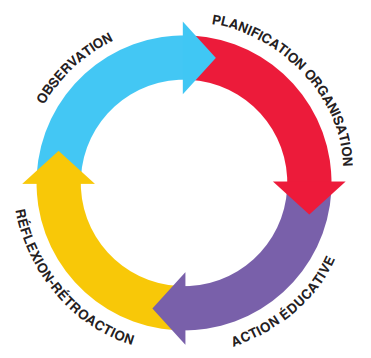 OBSERVATION
PLANIFICATION ORGANISATION
ACTION ÉDUCATIVE
RÉFLEXION-RÉTROACTION